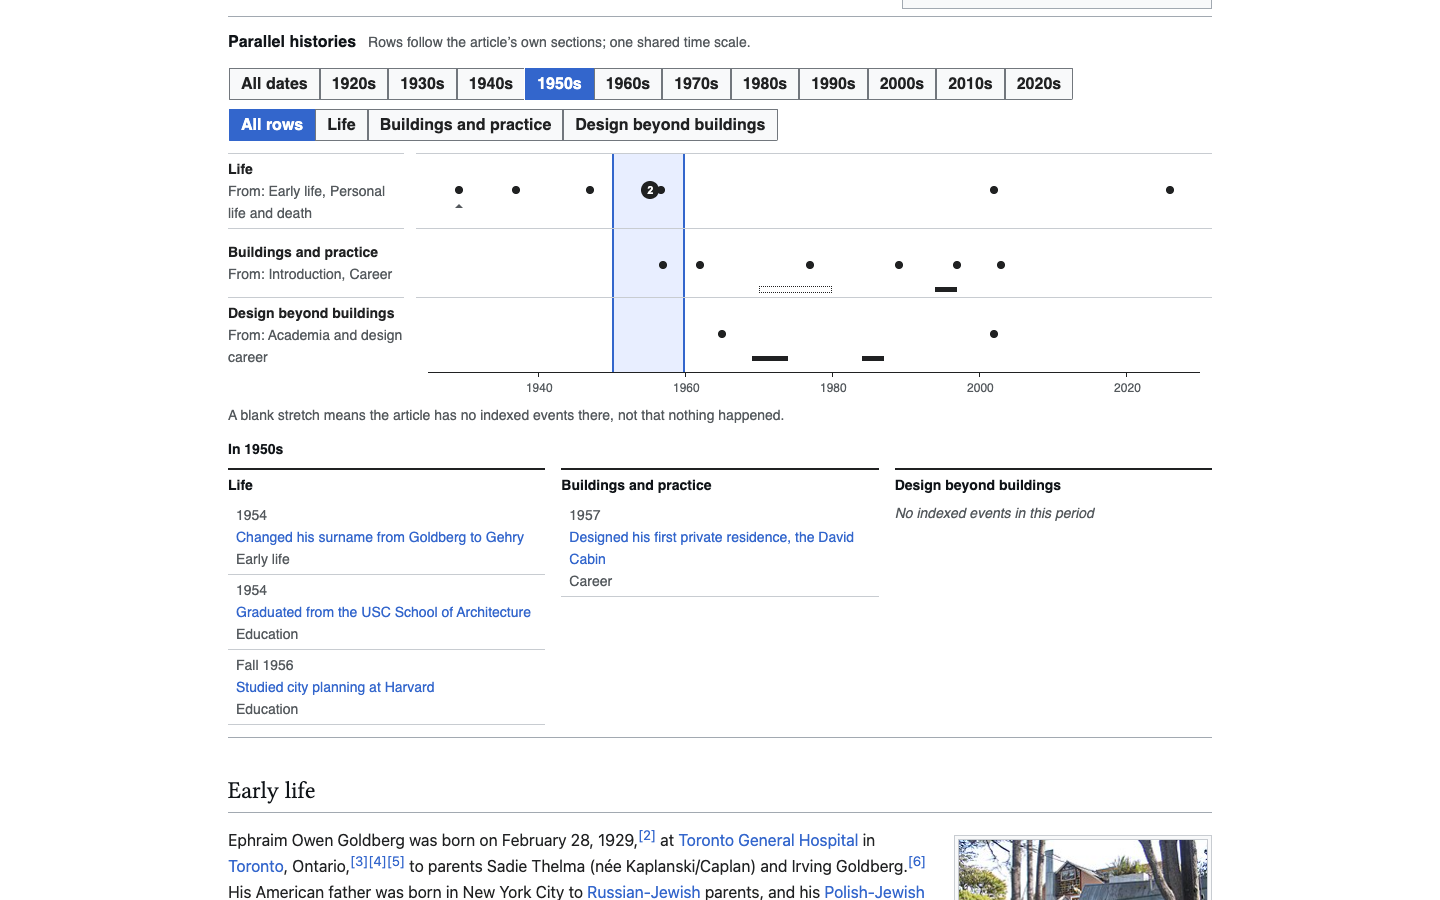 Parallel histories Rows follow the article's own sections; one shared time scale.
All dates 1920s 1930s 1940s 1950s 1960s 1970s 1980s 1990s 2000s 2010s 2020s
All rows Life Buildings and practice Design beyond buildings
Life
From: Early life, Personal
life and death
2
Buildings and practice
From: Introduction, Career
Design beyond buildings
From: Academia and design
career
1940 1960 1980 2000 2020
A blank stretch means the article has no indexed events there, not that nothing happened.
In 1950s
Life
1954
Changed his surname from Goldberg to Gehry
Early life
1954
Graduated from the USC School of Architecture
Education
Fall 1956
Studied city planning at Harvard
Education
Buildings and practice
1957
Designed his first private residence, the David
Cabin
Career
Design beyond buildings
No indexed events in this period
Early life
Ephraim Owen Goldberg was born on February 28, 1929,[2] at Toronto General Hospital in
Toronto, Ontario,[3][4][5] to parents Sadie Thelma (née Kaplanski/Caplan) and Irving Goldberg.[6]
His American father was born in New York City to Russian-Jewish parents, and his Polish-Jewish